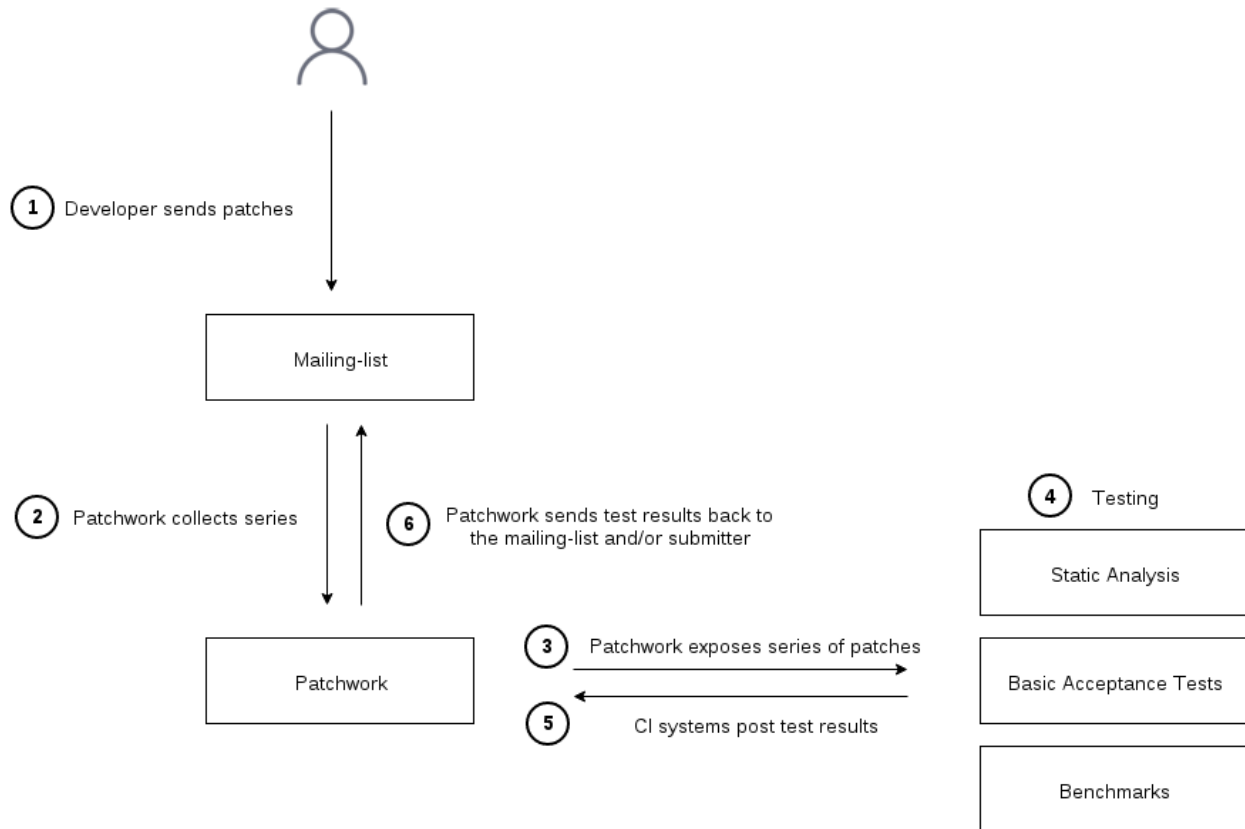 1 Developer sends patches
Mailing-list
2 Patchwork collects series
6 Patchwork sends test results back to
the mailing-list and/or submitter
4 Testing
Static Analysis
3 Patchwork exposes series of patches
Patchwork
Basic Acceptance Tests
5 CI systems post test results
Benchmarks